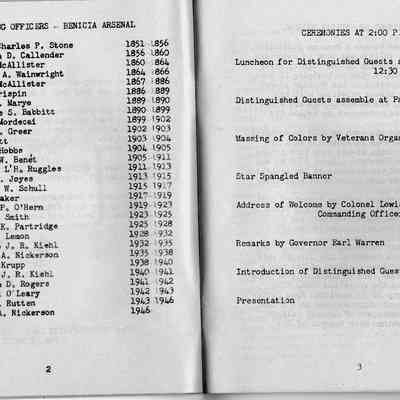 G OFFICERS - BENICIA ARSENAL
Charles P. Stone 1851-1856
D. Callender 1856-1860
McAllister 1860-1864
A. Wainwright 1864-1866
McAllister 1867-1886
rispin 1886-1889
. Marye 1889-1890
e S. Babbitt 1890-1899
Mordecai 1899-1902
. Greer 1902-1903
tt 1903-1904
Hobbs 1904-1905
W. Benét 1905-1911
L'H. Ruggles 1911-1913
. Joyes 1913-1915
W. Schull 1915-1917
aker 1917-1919
P. O'Hern 1919-1923
Smith 1923-1925
E. Partridge 1925-1928
Lemon 1928-1932
J. R. Kiehl 1932-1935
A. Nickerson 1935-1938
Krupp 1938-1940
J. R. Kiehl 1940-1941
D. Rogers 1941-1942
O'Leary 1942-1943
. Rutten 1943-1946
A. Nickerson 1946
2
CEREMONIES AT 2:00 P.
Luncheon for Distinguished Guests
12:30
Distinguished Guests assemble at
Massing of Colors by Veterans Organ
Star Spangled Banner
Address of Welcome by Colonel Lewi
Commanding Office
Remarks by Governor Earl Warren
Introduction of Distinguished Gues
Presentation
3